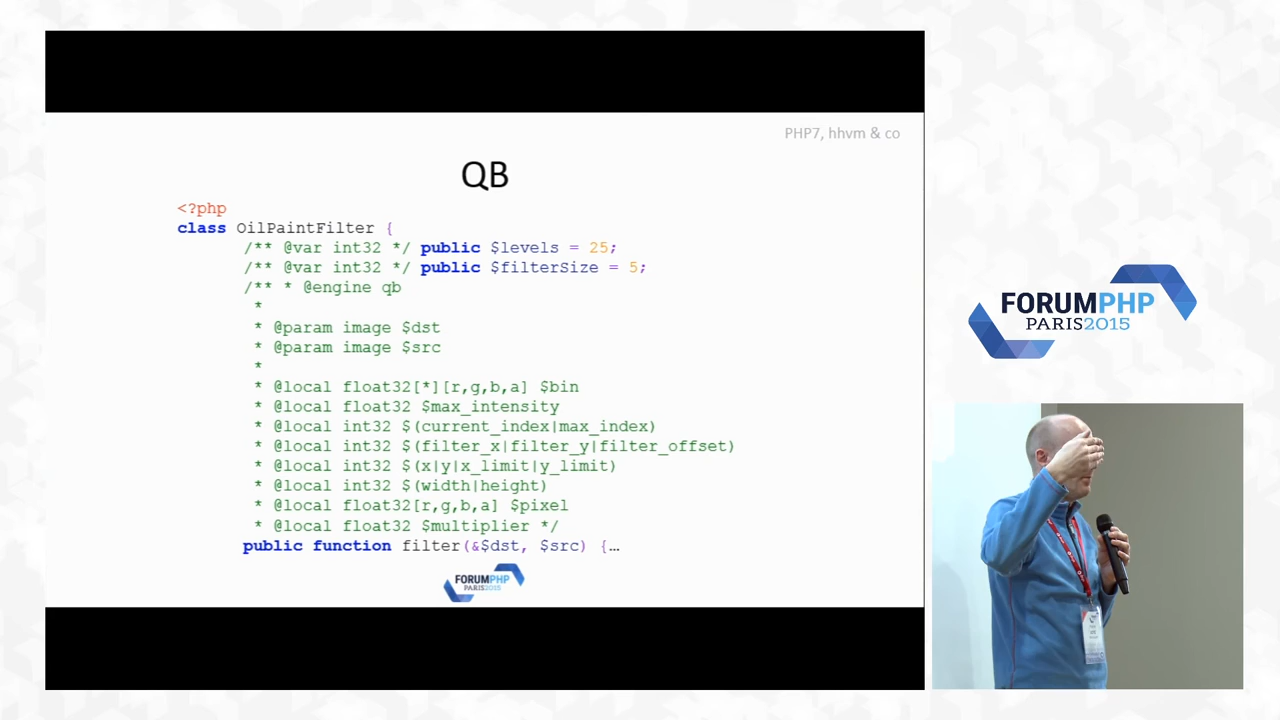 PHP7, hhvm & co
QB
<?php
class OilPaintFilter {
/** @var int32 */ public $levels = 25;
/** @var int32 */ public $filterSize = 5;
/** * @engine qb
*
* @param image $dst
* @param image $src
*
* @local float32[*][r,g,b,a] $bin
* @local float32 $max_intensity
* @local int32 $(current_index|max_index)
* @local int32 $(filter_x|filter_y|filter_offset)
* @local int32 $(x|y|x_limit|y_limit)
* @local int32 $(width|height)
* @local float32[r,g,b,a] $pixel
* @local float32 $multiplier */
public function filter(&$dst, $src) {…
FORUMPHP
PARIS2015
FORUMPHP
PARIS2015